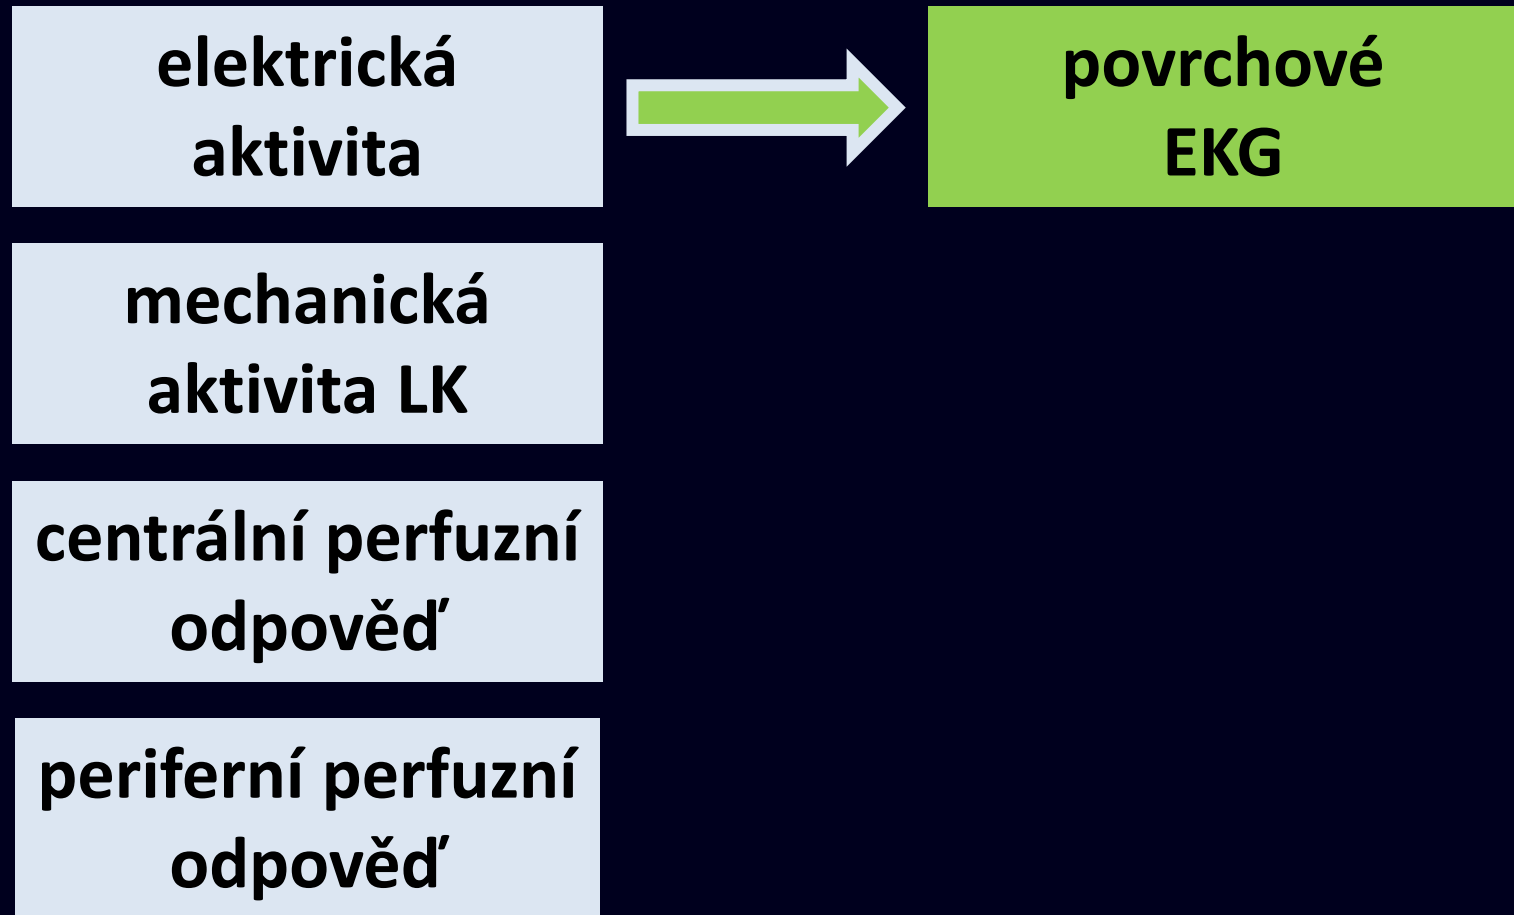 elektrická
aktivita
povrchové
EKG
mechanická
aktivita LK
centrální perfuzní
odpověď
periferní perfuzní
odpověď